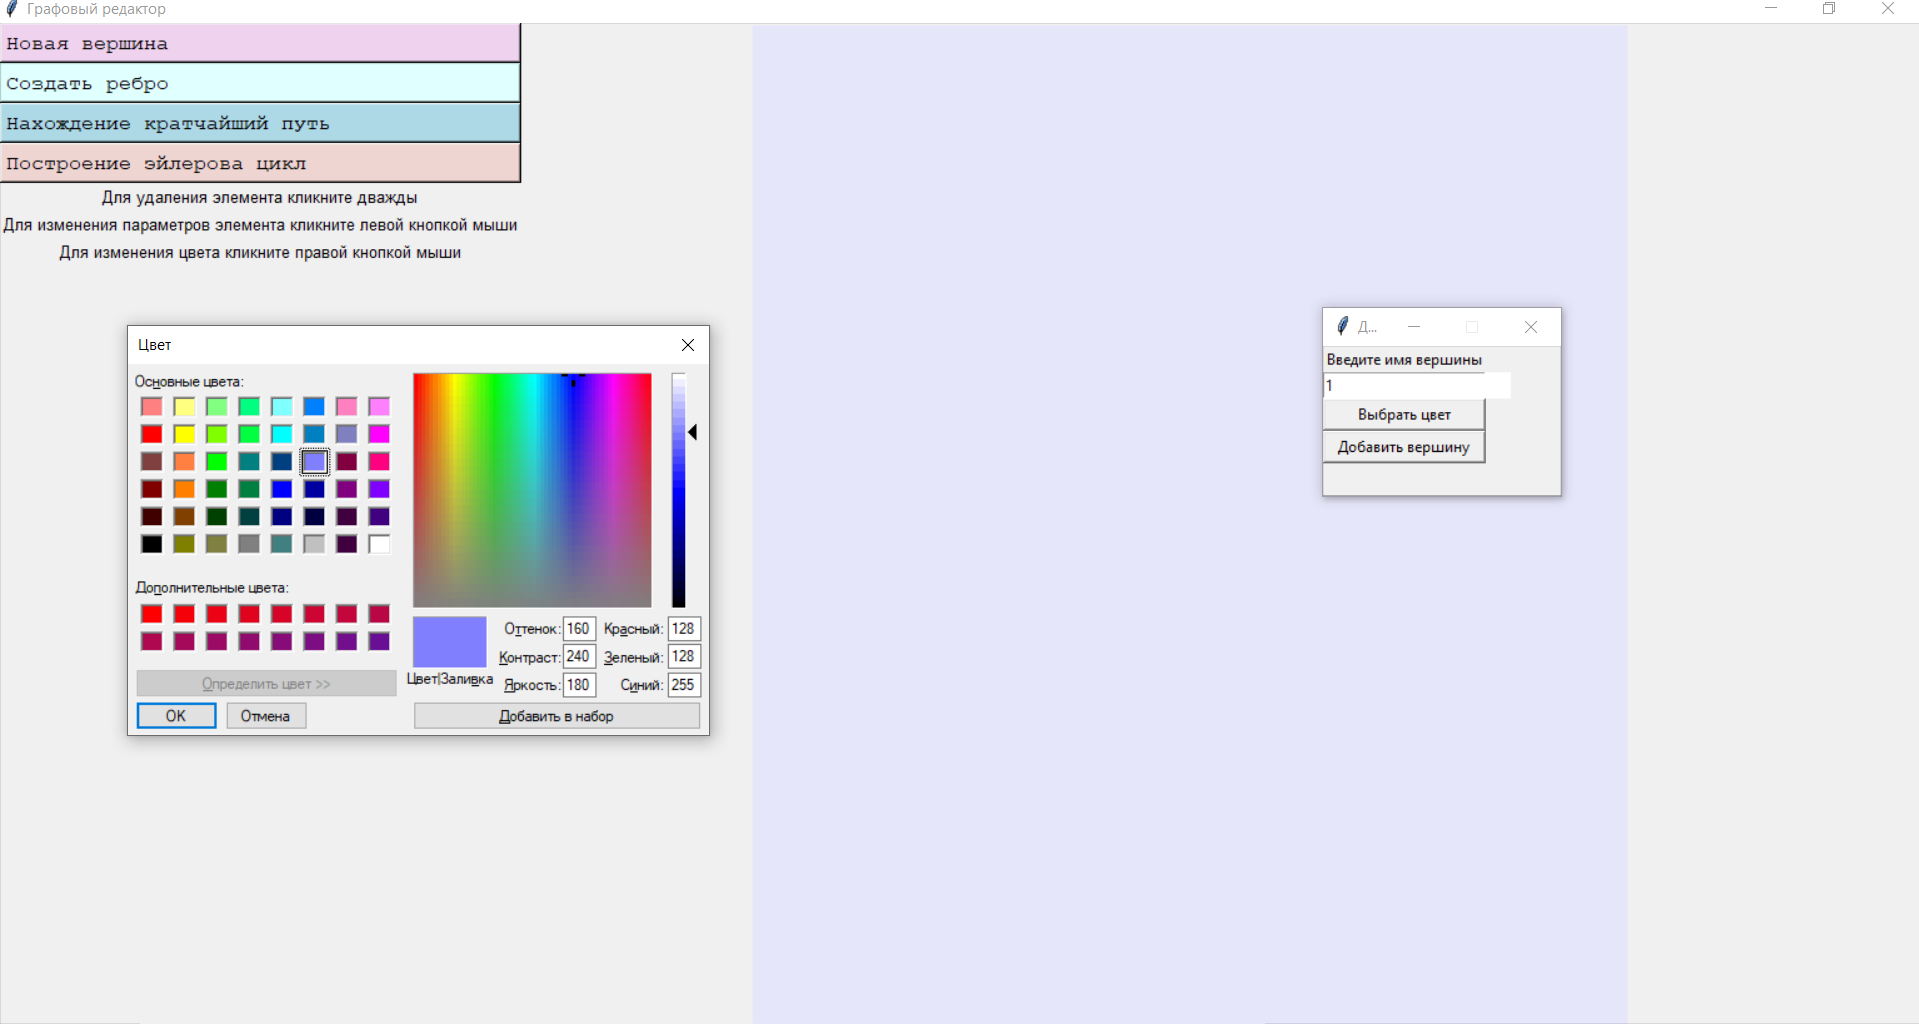 Графовый редактор
Новая вершина
Создать ребро
Нахождение кратчайший путь
Построение эйлерова цикл
Для удаления элемента кликните дважды
Для изменения параметров элемента кликните левой кнопкой мыши
Для изменения цвета кликните правой кнопкой мыши
Цвет
Основные цвета:
Дополнительные цвета:
Определить цвет >>
OK
Отмена
Цвет|Заливка
Оттенок: 160
Красный: 128
Контраст: 240
Зеленый: 128
Яркость: 180
Синий: 255
Добавить в набор
Д...
Введите имя вершины
1
Выбрать цвет
Добавить вершину